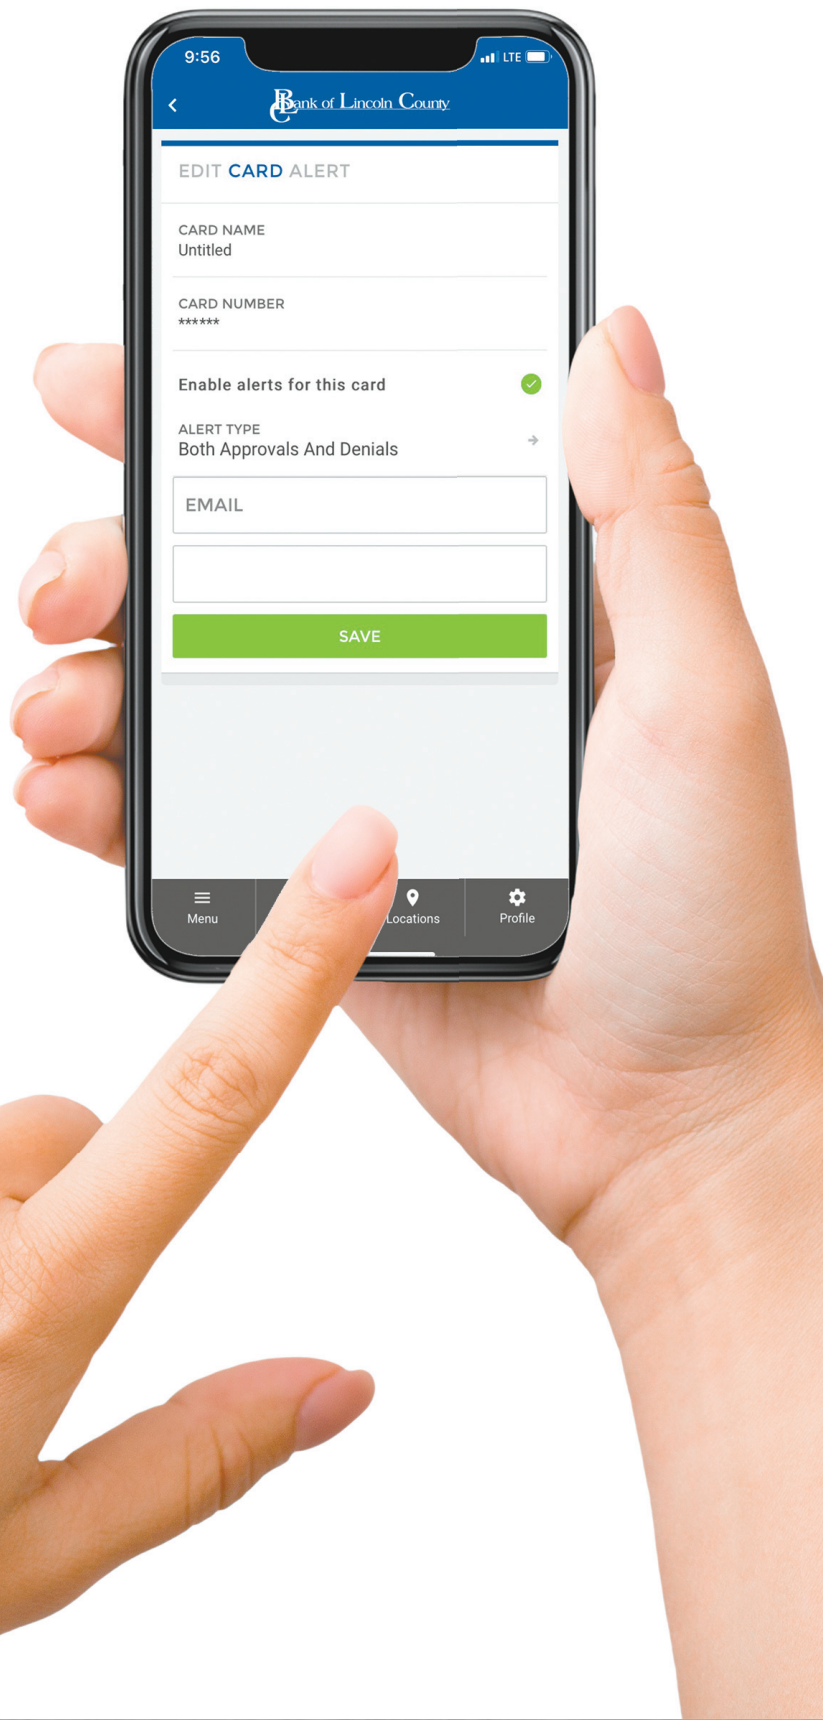 9:56
LTE
Bank of Lincoln County
EDIT CARD ALERT
CARD NAME
Untitled
CARD NUMBER
******
Enable alerts for this card
ALERT TYPE
Both Approvals And Denials
EMAIL
SAVE
Menu
Locations
Profile